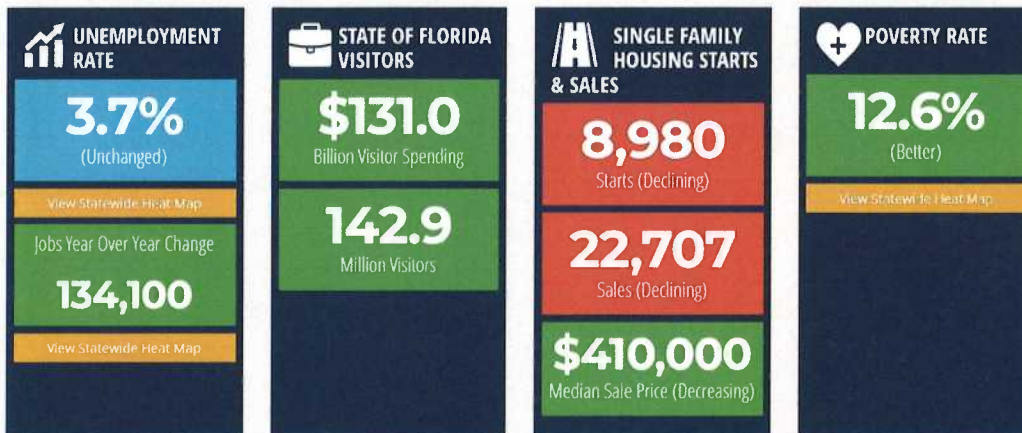 UNEMPLOYMENT
RATE
3.7%
(Unchanged)
View Statewide Heat Map
Jobs Year Over Year Change
134,100
View Statewide Heat Map
STATE OF FLORIDA
VISITORS
$131.0
Billion Visitor Spending
142.9
Million Visitors
SINGLE FAMILY
HOUSING STARTS
& SALES
8,980
Starts (Declining)
22,707
Sales (Declining)
$410,000
Median Sale Price (Decreasing)
POVERTY RATE
12.6%
(Better)
View Statewide Heat Map